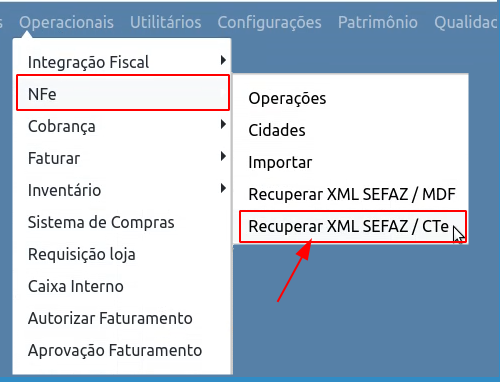 s Operacionais Utilitários Configurações Patrimônio Qualidad
Integração Fiscal
NFe
Cobrança
Faturar
Inventário
Sistema de Compras
Requisição loja
Caixa Interno
Autorizar Faturamento
Aprovação Faturamento
Operações
Cidades
Importar
Recuperar XML SEFAZ / MDF
Recuperar XML SEFAZ / CTe